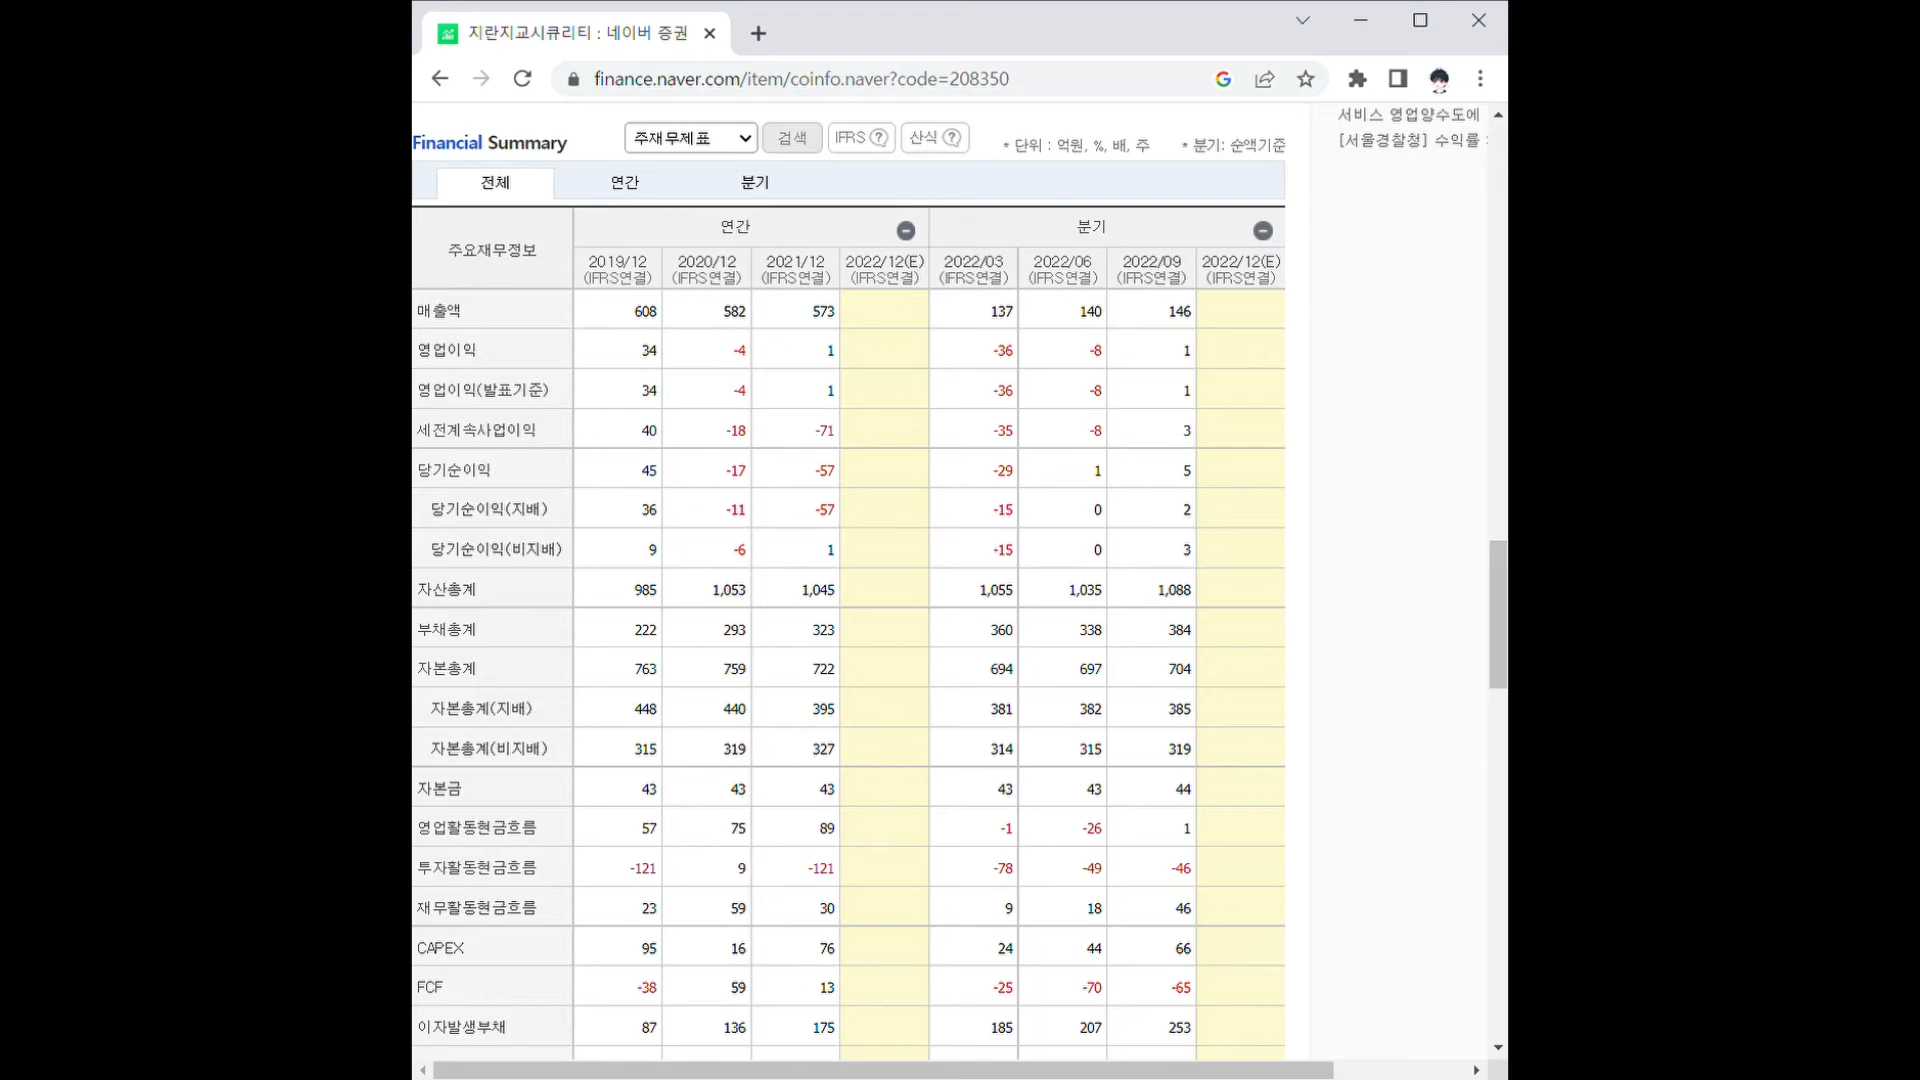 지란지교시큐리티 : 네이버 증권
finance.naver.com/item/coinfo.naver?code=208350
서비스 영업양수도에
[서울경찰청] 수익률
Financial Summary 주재무제표 검색 IFRS ? 산식 ? * 단위 : 억원, %, 배, 주 * 분기: 순액기준
전체 연간 분기
주요재무정보 연간 분기
2019/12 2020/12 2021/12 2022/12(E) 2022/03 2022/06 2022/09 2022/12(E)
(IFRS연결) (IFRS연결) (IFRS연결) (IFRS연결) (IFRS연결) (IFRS연결) (IFRS연결) (IFRS연결)
매출액 608 582 573 137 140 146
영업이익 34 -4 1 -36 -8 1
영업이익(발표기준) 34 -4 1 -36 -8 1
세전계속사업이익 40 -18 -71 -35 -8 3
당기순이익 45 -17 -57 -29 1 5
당기순이익(지배) 36 -11 -57 -15 0 2
당기순이익(비지배) 9 -6 1 -15 0 3
자산총계 985 1,053 1,045 1,055 1,035 1,088
부채총계 222 293 323 360 338 384
자본총계 763 759 722 694 697 704
자본총계(지배) 448 440 395 381 382 385
자본총계(비지배) 315 319 327 314 315 319
자본금 43 43 43 43 43 44
영업활동현금흐름 57 75 89 -1 -26 1
투자활동현금흐름 -121 9 -121 -78 -49 -46
재무활동현금흐름 23 59 30 9 18 46
CAPEX 95 16 76 24 44 66
FCF -38 59 13 -25 -70 -65
이자발생부채 87 136 175 185 207 253